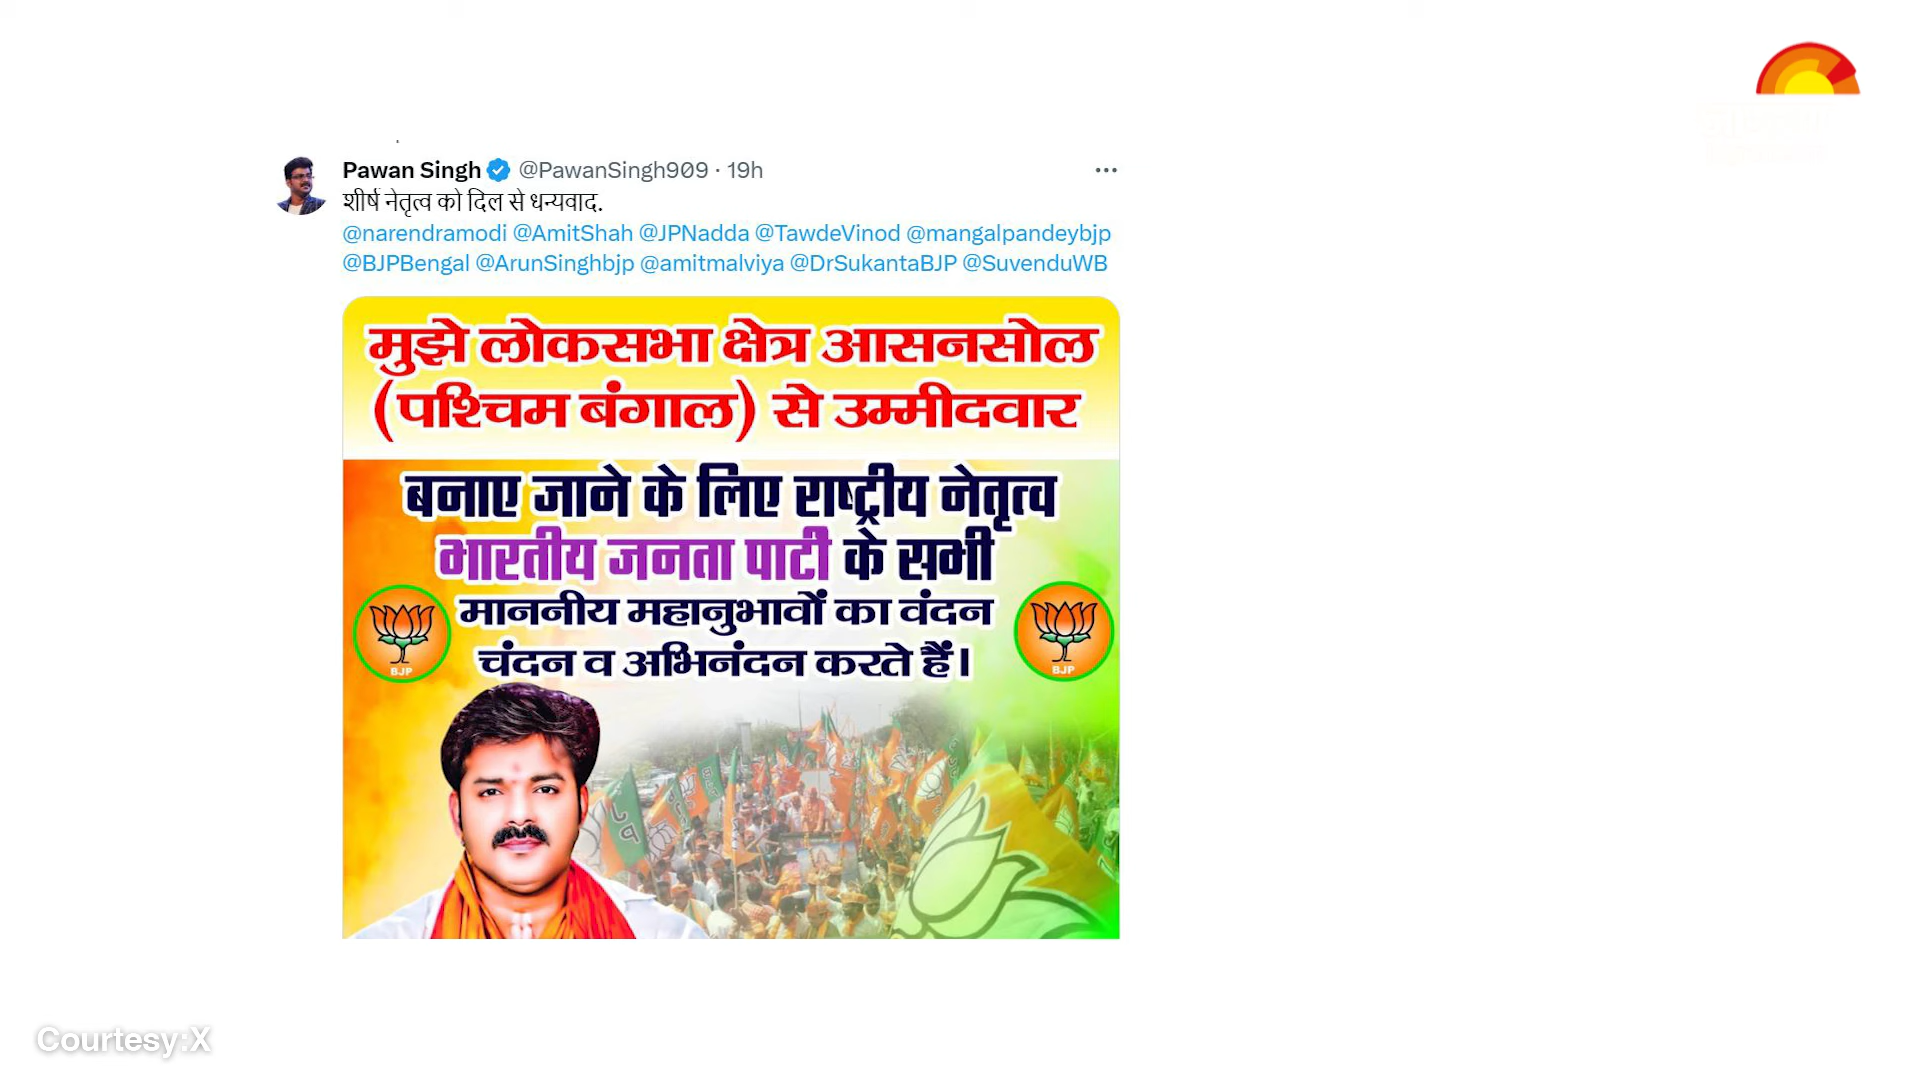 Pawan Singh @PawanSingh909 · 19h
शीर्ष नेतृत्व को दिल से धन्यवाद.
@narendramodi @AmitShah @JPNadda @TawdeVinod @mangalpandeybjp
@BJPBengal @ArunSinghbjp @amitmalviya @DrSukantaBJP @SuvenduWB
मुझे लोकसभा क्षेत्र आसनसोल
(पश्चिम बंगाल) से उम्मीदवार
बनाए जाने के लिए राष्ट्रीय नेतृत्व
भारतीय जनता पार्टी के सभी
माननीय महानुभावों का वंदन
चंदन व अभिनंदन करते हैं।
BJP
BJP
Courtesy:X